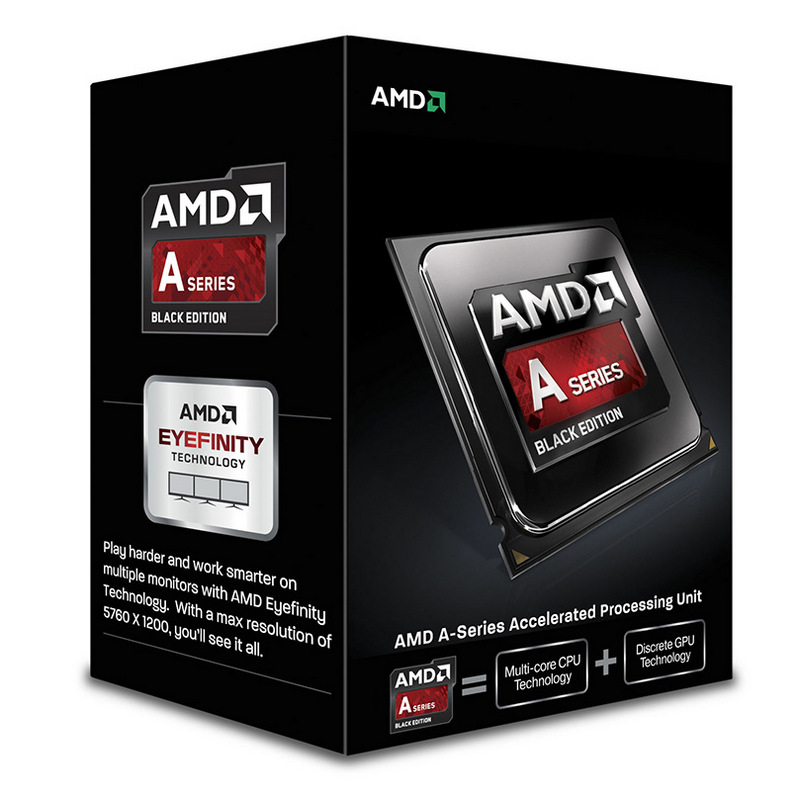 AMD
A SERIES
BLACK EDITION
AMD
EYEFINITY
TECHNOLOGY
Play harder and work smarter on
multiple monitors with AMD Eyefinity
Technology. With a max resolution of
5760 X 1200, you'll see it all.
AMD
AMD
A SERIES
BLACK EDITION
AMD A-Series Accelerated Processing Unit
AMD
A SERIES
BLACK EDITION
=
Multi-core CPU
Technology
+
Discrete GPU
Technology